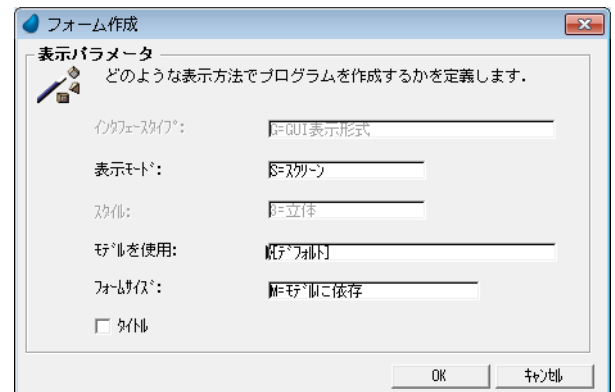 フォーム作成
表示パラメータ
どのような表示方法でプログラムを作成するかを定義します.
インタフェースタイプ: G=GUI表示形式
表示モード: S=スクリーン
スタイル: 3=立体
モデルを使用: [デフォルト]
フォームサイズ: M=モデルに依存
タイトル
OK キャンセル